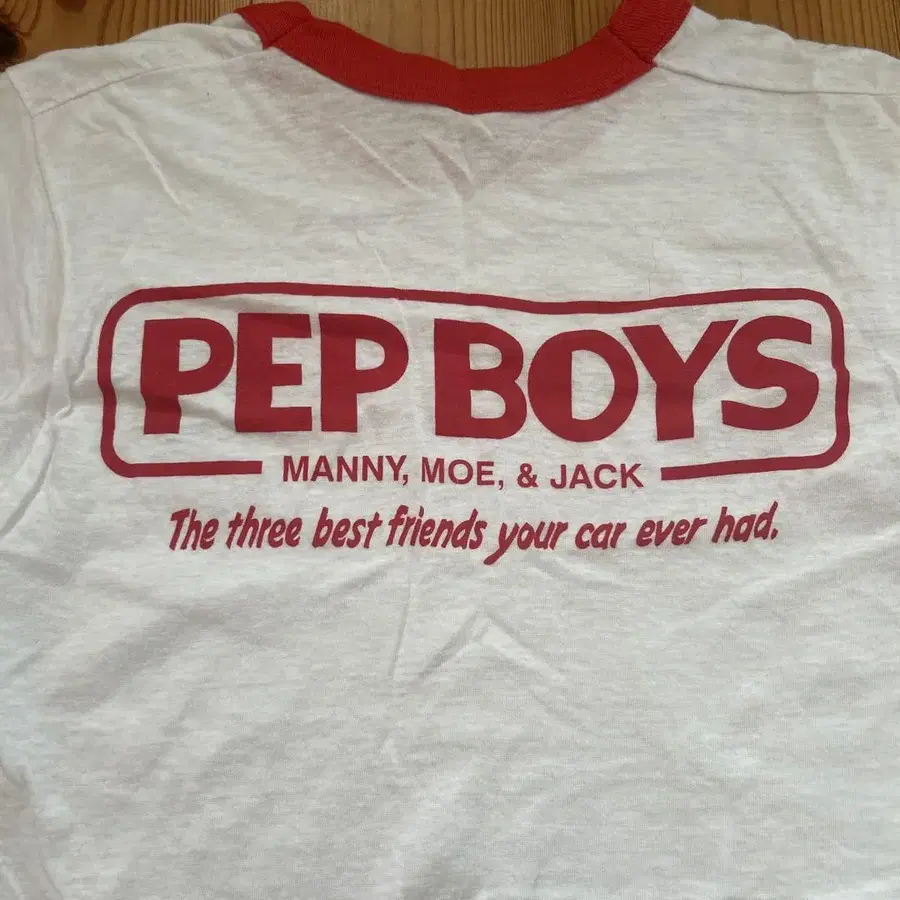 PEP BOYS
MANNY, MOE, & JACK
The three best friends your car ever had.